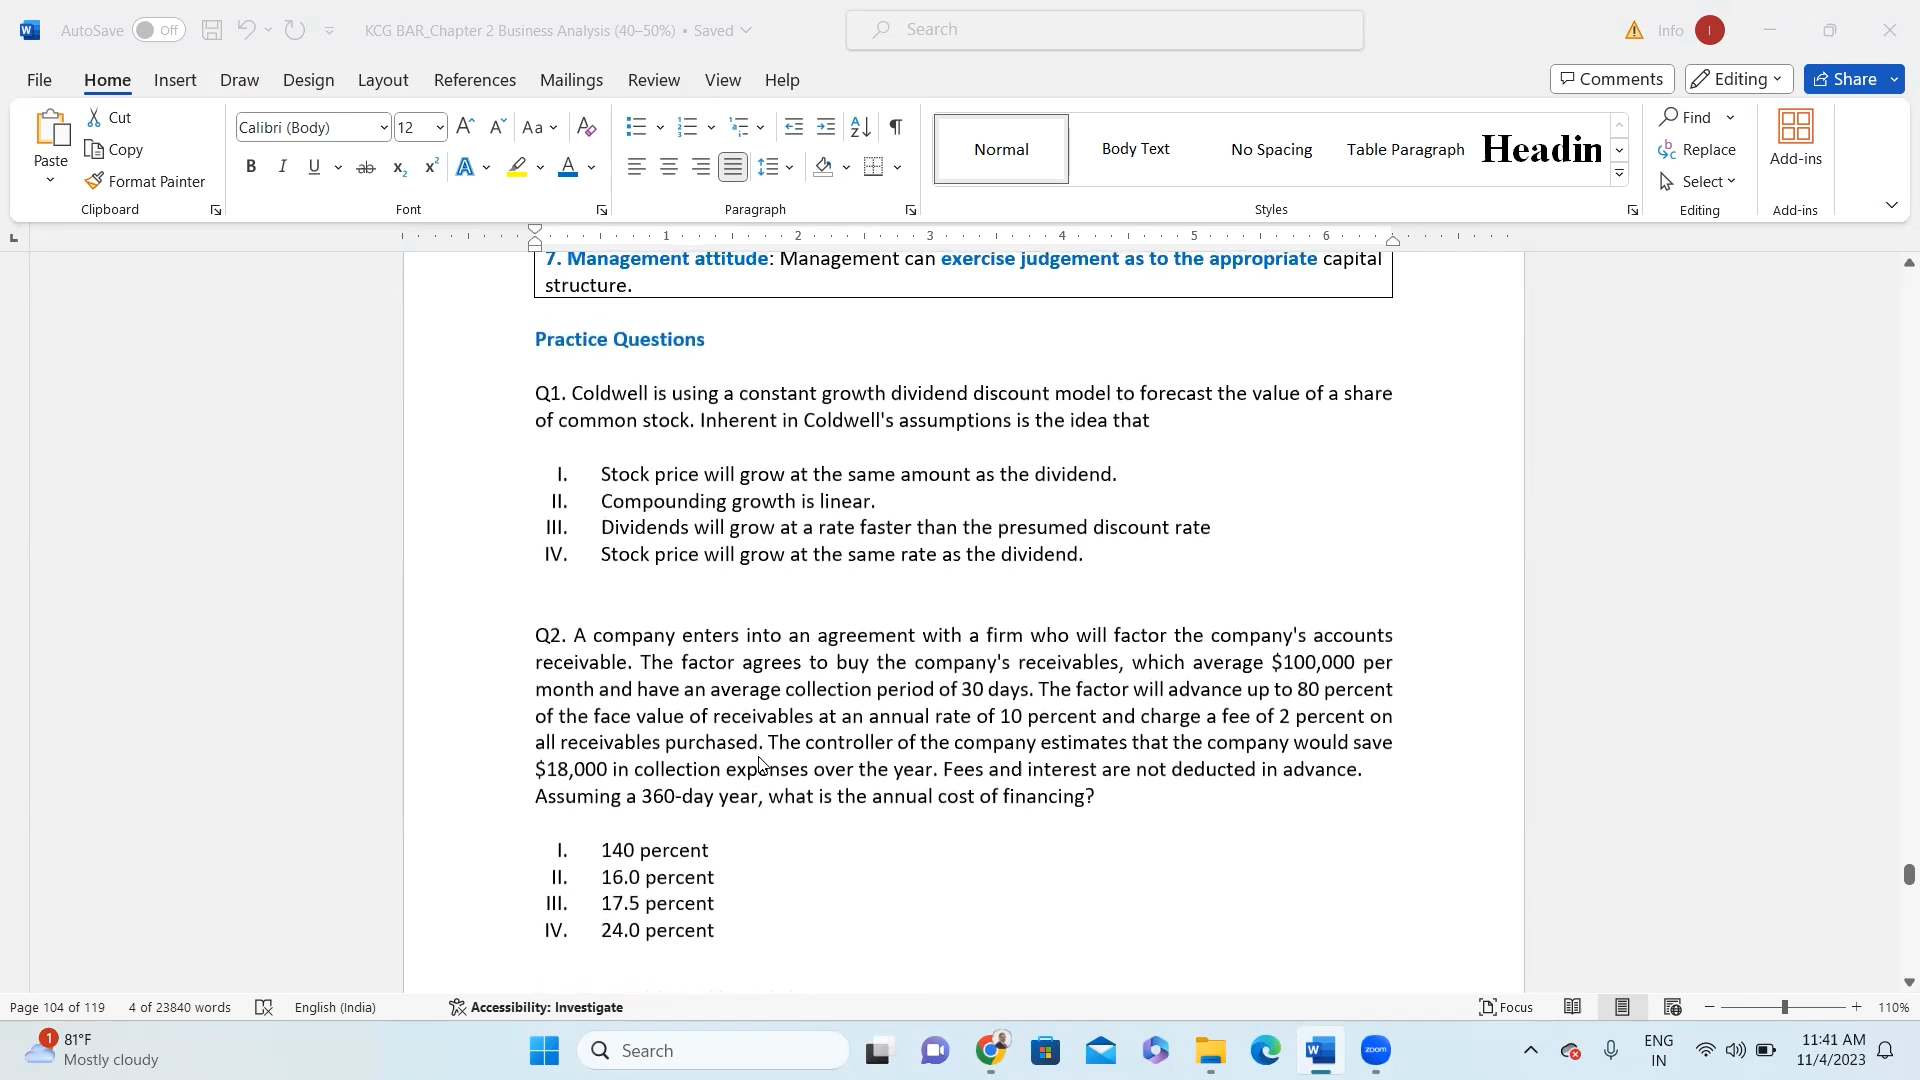 AutoSave Off KCG BAR_Chapter 2 Business Analysis (40–50%) • Saved Search Info I
File Home Insert Draw Design Layout References Mailings Review View Help Comments Editing Share
Cut
Calibri (Body) 12 Aa
Find
Paste
Copy
Normal Body Text No Spacing Table Paragraph Headin
Replace
Add-ins
Format Painter
B I U ab x₂ x² A A
Select
Clipboard Font Paragraph Styles Editing Add-ins
1 2 3 4 5 6
7. Management attitude: Management can exercise judgement as to the appropriate capital
structure.
Practice Questions
Q1. Coldwell is using a constant growth dividend discount model to forecast the value of a share
of common stock. Inherent in Coldwell's assumptions is the idea that
I. Stock price will grow at the same amount as the dividend.
II. Compounding growth is linear.
III. Dividends will grow at a rate faster than the presumed discount rate
IV. Stock price will grow at the same rate as the dividend.
Q2. A company enters into an agreement with a firm who will factor the company's accounts
receivable. The factor agrees to buy the company's receivables, which average $100,000 per
month and have an average collection period of 30 days. The factor will advance up to 80 percent
of the face value of receivables at an annual rate of 10 percent and charge a fee of 2 percent on
all receivables purchased. The controller of the company estimates that the company would save
$18,000 in collection expenses over the year. Fees and interest are not deducted in advance.
Assuming a 360-day year, what is the annual cost of financing?
I. 140 percent
II. 16.0 percent
III. 17.5 percent
IV. 24.0 percent
Page 104 of 119 4 of 23840 words English (India) Accessibility: Investigate Focus 110%
1 81°F
Mostly cloudy
Search
zoom
ENG
IN
11:41 AM
11/4/2023